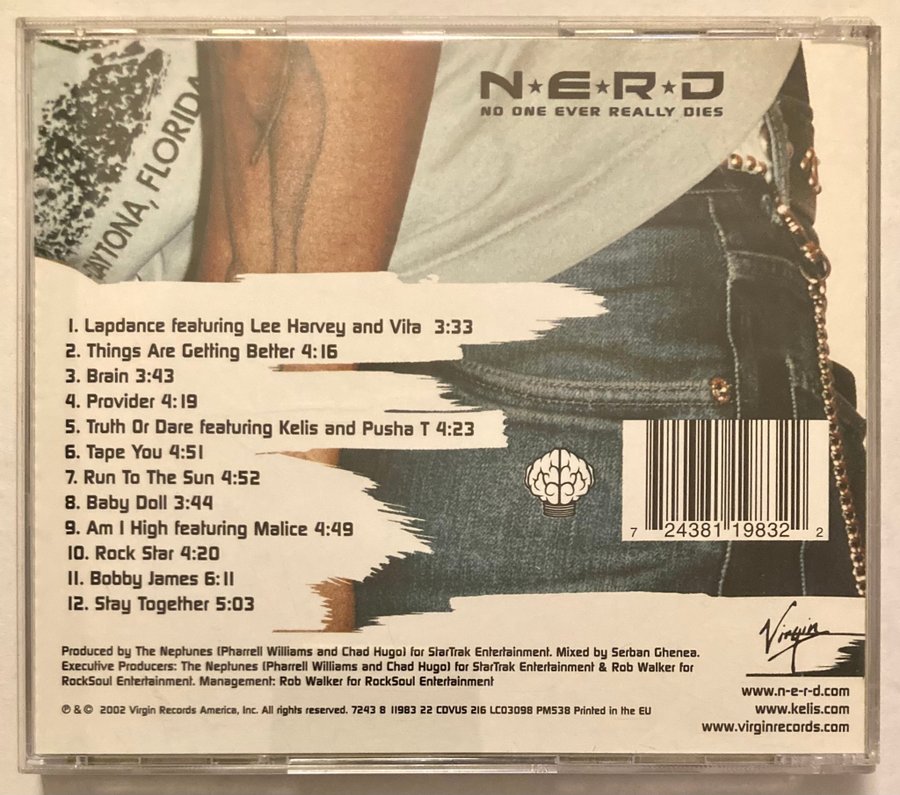 DAYTONA, FLORIDA
N★E★R★D
NO ONE EVER REALLY DIES
1. Lapdance featuring Lee Harvey and Vita 3:33
2. Things Are Getting Better 4:16
3. Brain 3:43
4. Provider 4:19
5. Truth Or Dare featuring Kelis and Pusha T 4:23
6. Tape You 4:51
7. Run To The Sun 4:52
8. Baby Doll 3:44
9. Am I High featuring Malice 4:49
10. Rock Star 4:20
11. Bobby James 6:11
12. Stay Together 5:03
7 24381 19832 2
Virgin
Produced by The Neptunes (Pharrell Williams and Chad Hugo) for StarTrak Entertainment. Mixed by Serban Ghenea.
Executive Producers: The Neptunes (Pharrell Williams and Chad Hugo) for StarTrak Entertainment & Rob Walker for
RockSoul Entertainment. Management: Rob Walker for RockSoul Entertainment
℗ & © 2002 Virgin Records America, Inc. All rights reserved. 7243 8 11983 22 CDVUS 216 LC03098 PM538 Printed in the EU
www.n-e-r-d.com
www.kelis.com
www.virginrecords.com